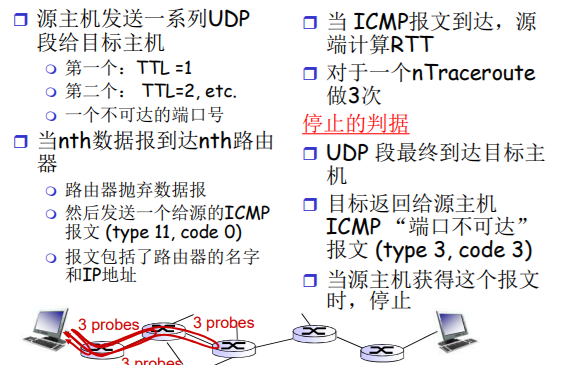 源主机发送一系列UDP
段给目标主机
第一个：TTL =1
第二个： TTL=2, etc.
一个不可达的端口号
当nth数据报到达nth路由
器
路由器抛弃数据报
然后发送一个给源的ICMP
报文 (type 11, code 0)
报文包括了路由器的名字
和IP地址
当 ICMP报文到达，源
端计算RTT
对于一个nTraceroute
做3次
停止的判据
UDP 段最终到达目标主
机
目标返回给源主机
ICMP “端口不可达”
报文 (type 3, code 3)
当源主机获得这个报文
时，停止
3 probes
3 probes
3 probes